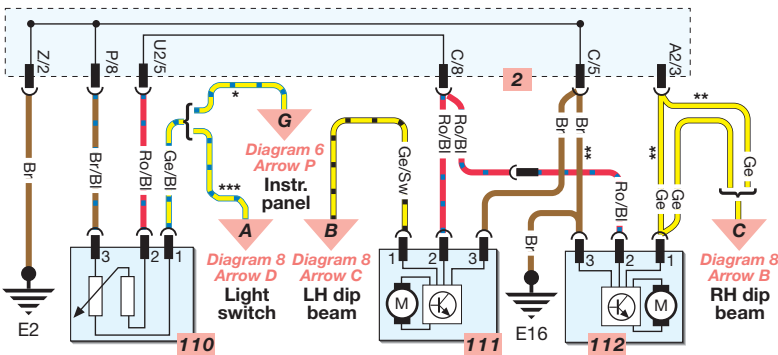 Z/2
P/8
U2/5
C/8
C/5
A2/3
2
Br
Br/Bl
Ro/Bl
Ge/Bl
*
***
G
Diagram 6
Arrow P
Instr.
panel
A
Diagram 8
Arrow D
Light
switch
B
Diagram 8
Arrow C
LH dip
beam
Ge/Sw
Ro/Bl
Ro/Bl
Br
Br
**
Br
Ro/Bl
**
**
Ge
Ge
Ge
Ge
C
Diagram 8
Arrow B
RH dip
beam
E2
3
2
1
110
1
2
3
M
111
E16
3
2
1
M
112